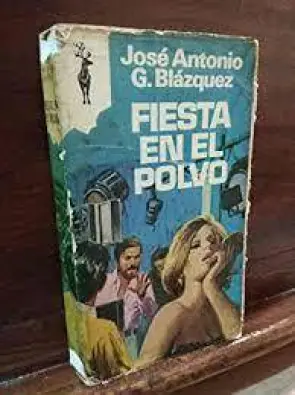 José Antonio
G. Blázquez
FIESTA
EN EL
POLVO